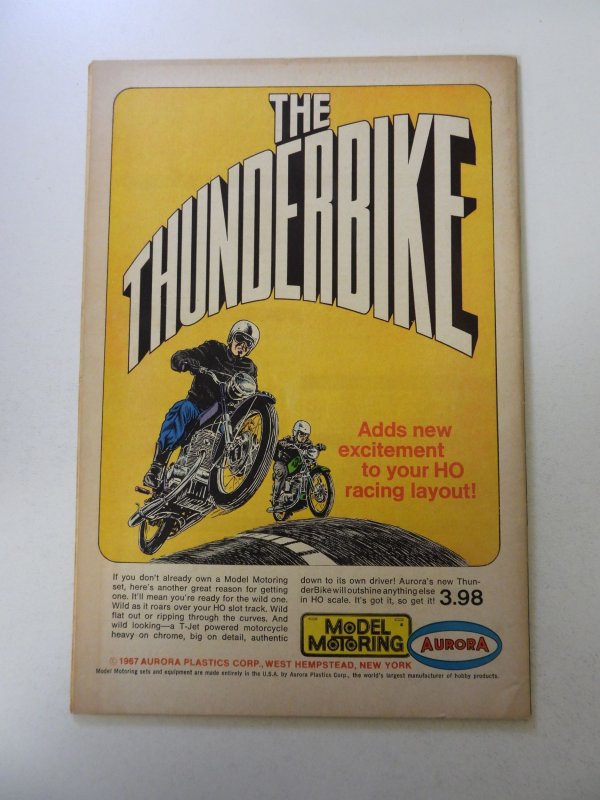 THE
THUNDERBIKE
Adds new
excitement
to your HO
racing layout!
If you don't already own a Model Motoring
set, here's another great reason for getting
one. It'll mean you're ready for the wild one.
Wild as it roars over your HO slot track. Wild
flat out or ripping through the curves. And
wild looking—a T-Jet powered motorcycle
heavy on chrome, big on detail, authentic
down to its own driver! Aurora's new Thun-
derBike will outshine anything else
in HO scale. It's got it, so get it! 3.98
MODEL
MOTORING
AURORA
© 1967 AURORA PLASTICS CORP., WEST HEMPSTEAD, NEW YORK
Model Motoring sets and equipment are made entirely in the U.S.A. by Aurora Plastics Corp., the world's largest manufacturer of hobby products.